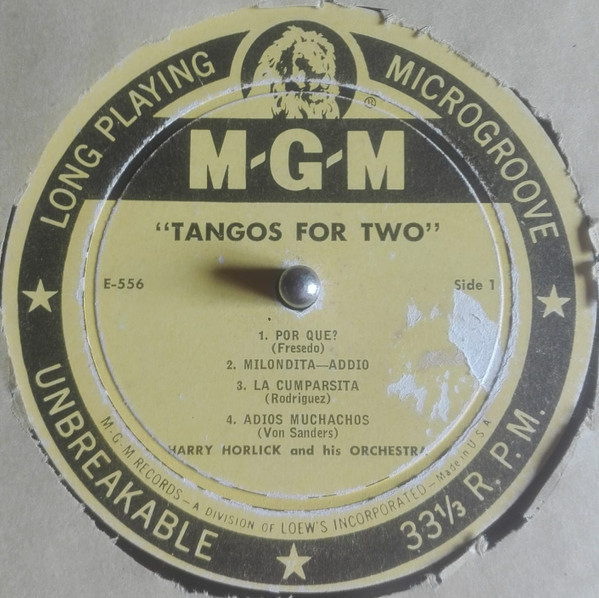 LONG PLAYING MICROGROOVE
®
M-G-M
"TANGOS FOR TWO"
E-556 Side 1
1. POR QUE?
(Fresedo)
2. MILONDITA—ADDIO
3. LA CUMPARSITA
(Rodriguez)
4. ADIOS MUCHACHOS
(Von Sanders)
HARRY HORLICK and his ORCHESTRA
M-G-M RECORDS—A DIVISION OF LOEW'S INCORPORATED—Made in U S A
UNBREAKABLE 33⅓ R.P.M.